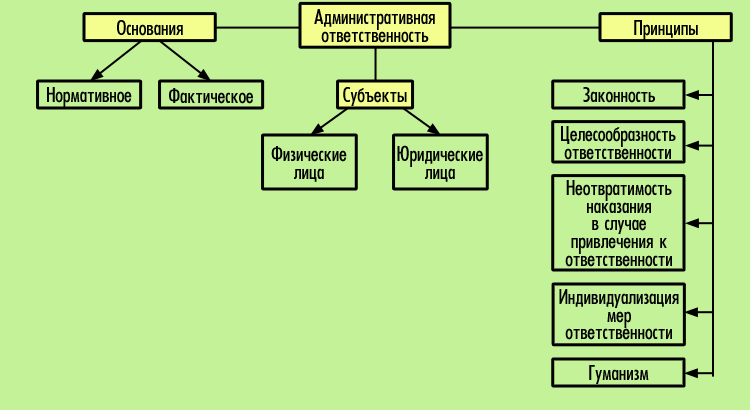 Административная
ответственность
Основания
Нормативное
Фактическое
Субъекты
Физические
лица
Юридические
лица
Принципы
Законность
Целесообразность
ответственности
Неотвратимость
наказания
в случае
привлечения к
ответственности
Индивидуализация
мер
ответственности
Гуманизм